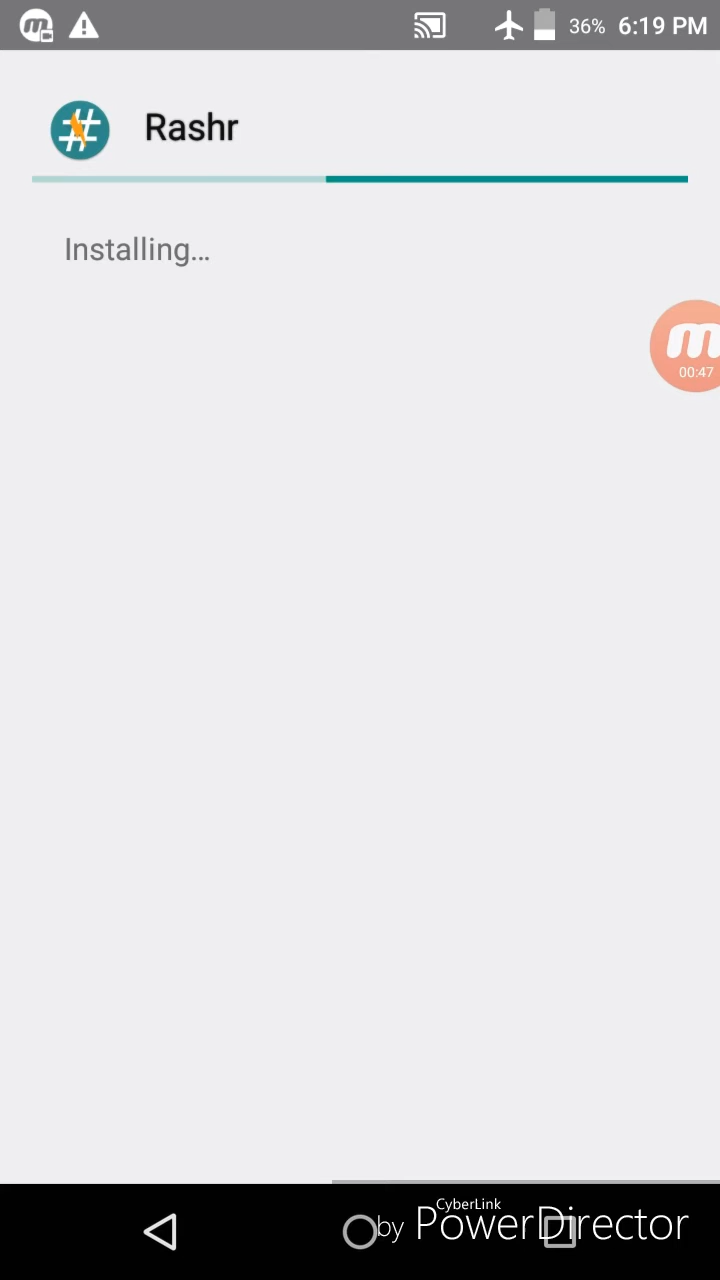 36% 6:19 PM
Rashr
Installing...
m
00:47
CyberLink
by PowerDirector